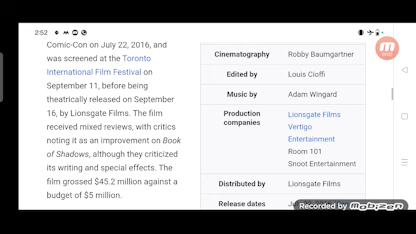 2:52
Comic-Con on July 22, 2016, and
was screened at the Toronto
International Film Festival on
September 11, before being
theatrically released on September
16, by Lionsgate Films. The film
received mixed reviews, with critics
noting it as an improvement on Book
of Shadows, although they criticized
its writing and special effects. The
film grossed $45.2 million against a
budget of $5 million.
Cinematography Robby Baumgartner
Edited by Louis Cioffi
Music by Adam Wingard
Production Lionsgate Films
companies Vertigo
Entertainment
Room 101
Snoot Entertainment
Distributed by Lionsgate Films
Release dates
Recorded by Mobizen